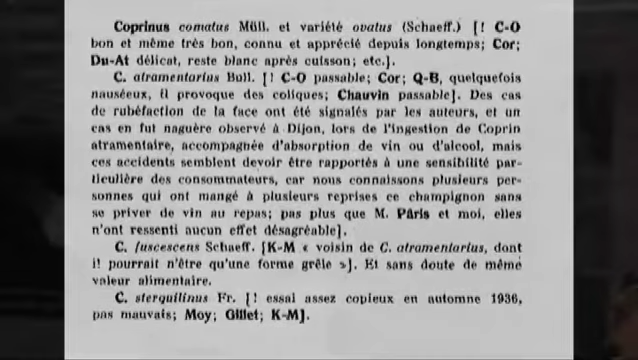 Coprinus comatus Müll. et variété ovatus (Schaeff.) [! C-O
bon et même très bon, connu et apprécié depuis longtemps; Cor;
Du-At délicat, reste blanc après cuisson; etc.].
C. atramentarius Bull. [! C-O passable; Cor; Q-B, quelquefois
nauséeux, il provoque des coliques; Chauvin passable]. Des cas
de rubéfaction de la face ont été signalés par les auteurs, et un
cas en fut naguère observé à Dijon, lors de l'ingestion de Coprin
atramentaire, accompagnée d'absorption de vin ou d'alcool, mais
ces accidents semblent devoir être rapportés à une sensibilité par-
ticulière des consommateurs, car nous connaissons plusieurs per-
sonnes qui ont mangé à plusieurs reprises ce champignon sans
se priver de vin au repas; pas plus que M. Pâris et moi, elles
n'ont ressenti aucun effet désagréable].
C. fuscescens Schaeff. [K-M « voisin de C. atramentarius, dont
il pourrait n'être qu'une forme grêle »]. Et sans doute de même
valeur alimentaire.
C. sterquilinus Fr. [! essai assez copieux en automne 1936,
pas mauvais; Moy; Gillet; K-M].